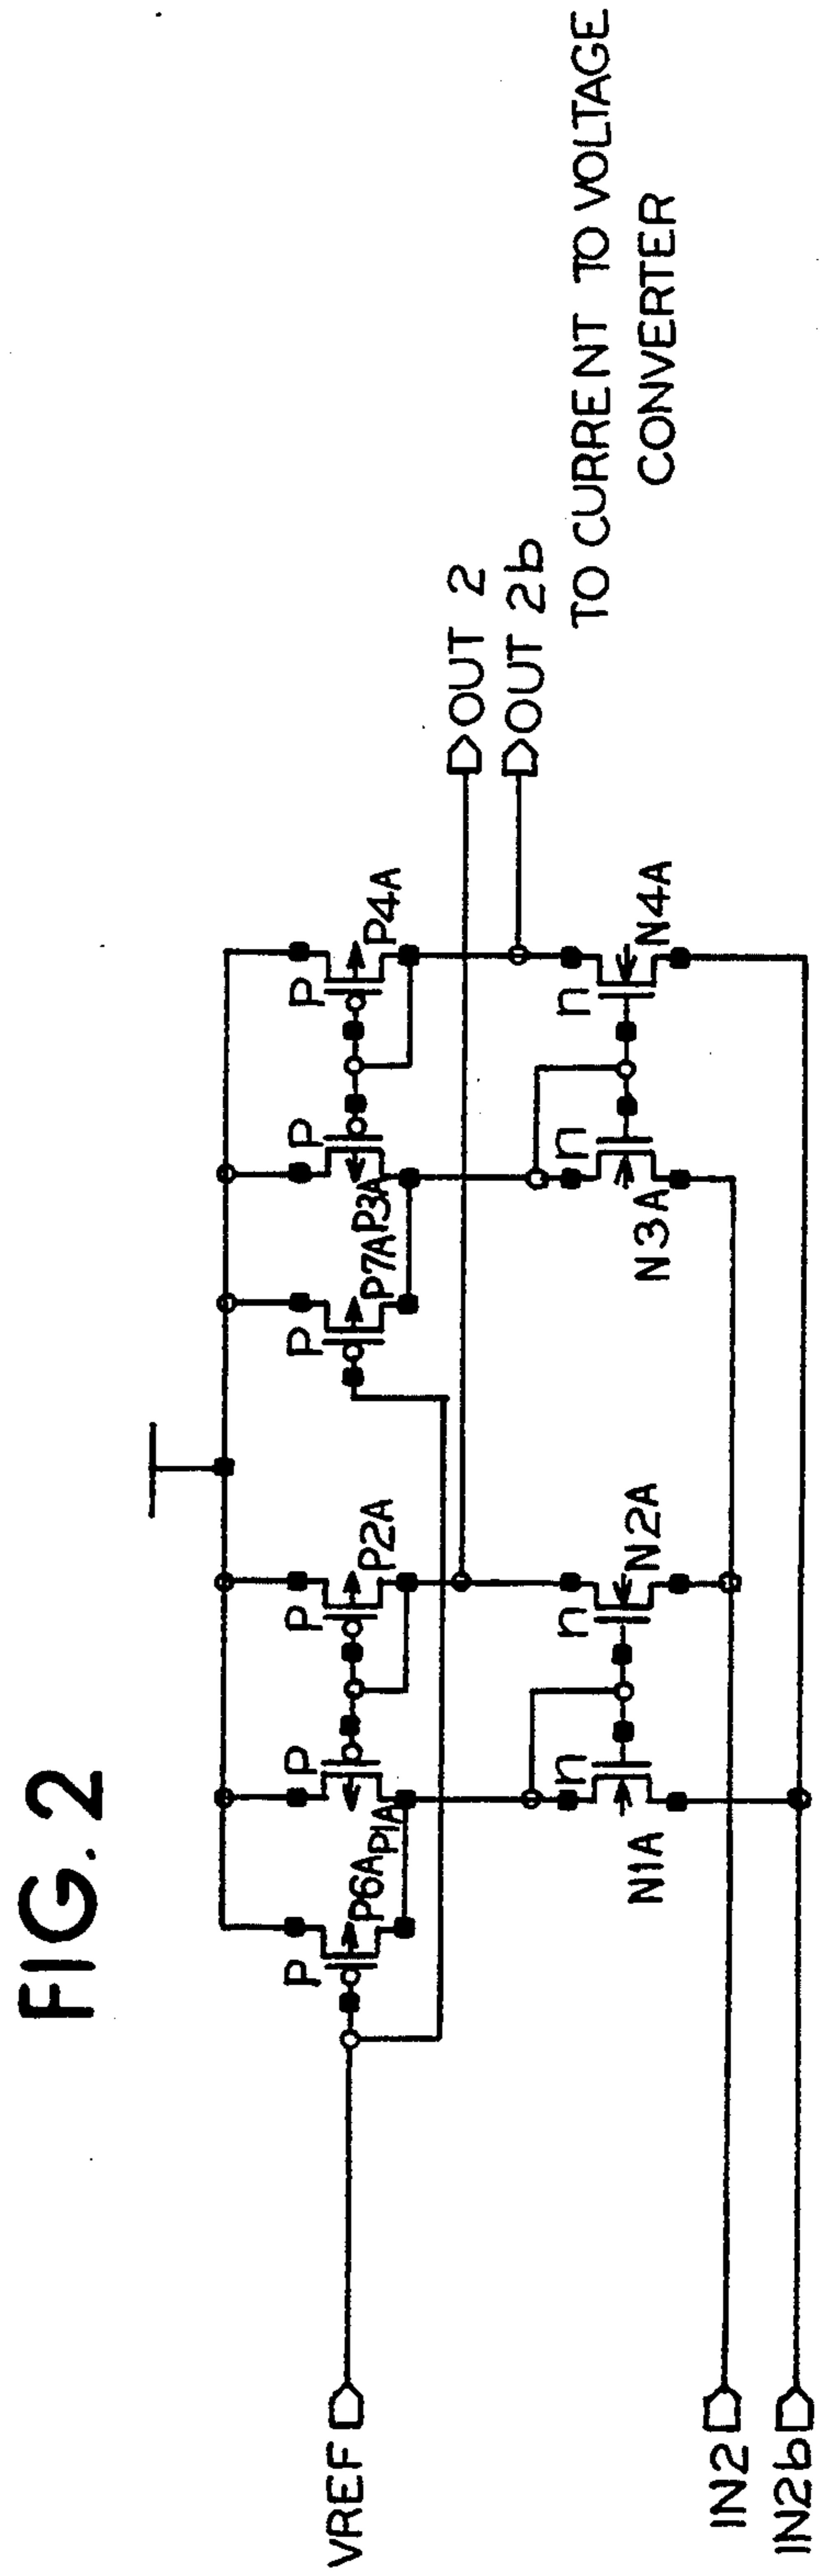 FIG. 2
P
P
P
P
P
P
P6A
P1A
P2A
P7A
P3A
P4A
VREF
OUT 2
OUT 2b
n
n
n
n
N1A
N2A
N3A
N4A
TO CURRENT TO VOLTAGE
CONVERTER
IN2
IN2b